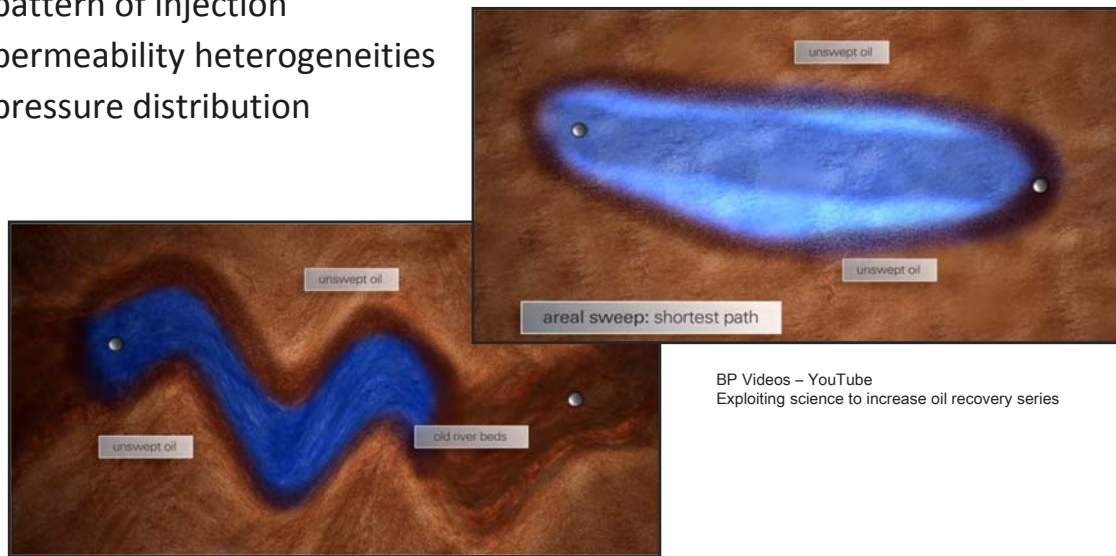 pattern of injection
permeability heterogeneities
pressure distribution
unswept oil
unswept oil
areal sweep: shortest path
unswept oil
unswept oil
old river beds
BP Videos – YouTube
Exploiting science to increase oil recovery series